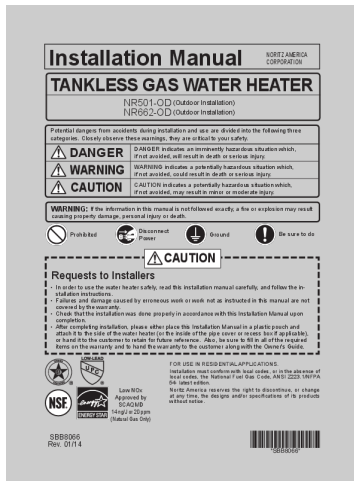 Installation Manual
NORITZ AMERICA
CORPORATION
TANKLESS GAS WATER HEATER
NR501-OD (Outdoor Installation)
NR662-OD (Outdoor Installation)
Potential dangers from accidents during installation and use are divided into the following three
categories. Closely observe these warnings, they are critical to your safety.
DANGER
DANGER indicates an imminently hazardous situation which,
if not avoided, will result in death or serious injury.
WARNING
WARNING indicates a potentially hazardous situation which,
if not avoided, could result in death or serious injury.
CAUTION
CAUTION indicates a potentially hazardous situation which,
if not avoided, may result in minor or moderate injury.
WARNING: If the information in this manual is not followed exactly, a fire or explosion may result
causing property damage, personal injury or death.
Prohibited
Disconnect
Power
Ground
Be sure to do
CAUTION
Requests to Installers
· In order to use the water heater safely, read this installation manual carefully, and follow the in-
stallation instructions.
· Failures and damage caused by erroneous work or work not as instructed in this manual are not
covered by the warranty.
· Check that the installation was done properly in accordance with this Installation Manual upon
completion.
· After completing installation, please either place this Installation Manual in a plastic pouch and
attach it to the side of the water heater (or the inside of the pipe cover or recess box if applicable),
or hand it to the customer to retain for future reference. Also, be sure to fill in all of the required
items on the warranty and to hand the warranty to the customer along with the Owner's Guide.
LOW-LEAD
UPC
NSF.
ENERGY STAR
Low NOx
Approved by
SCAQMD
14 ng/J or 20 ppm
(Natural Gas Only)
FOR USE IN RESIDENTIAL APPLICATIONS.
Installation must conform with local codes, or in the absence of
local codes, the National Fuel Gas Code, ANSI Z223.1/NFPA
54- latest edition.
Noritz America reserves the right to discontinue, or change
at any time, the designs and/or specifications of its products
without notice.
SBB8066
Rev. 01/14
*SBB8066*